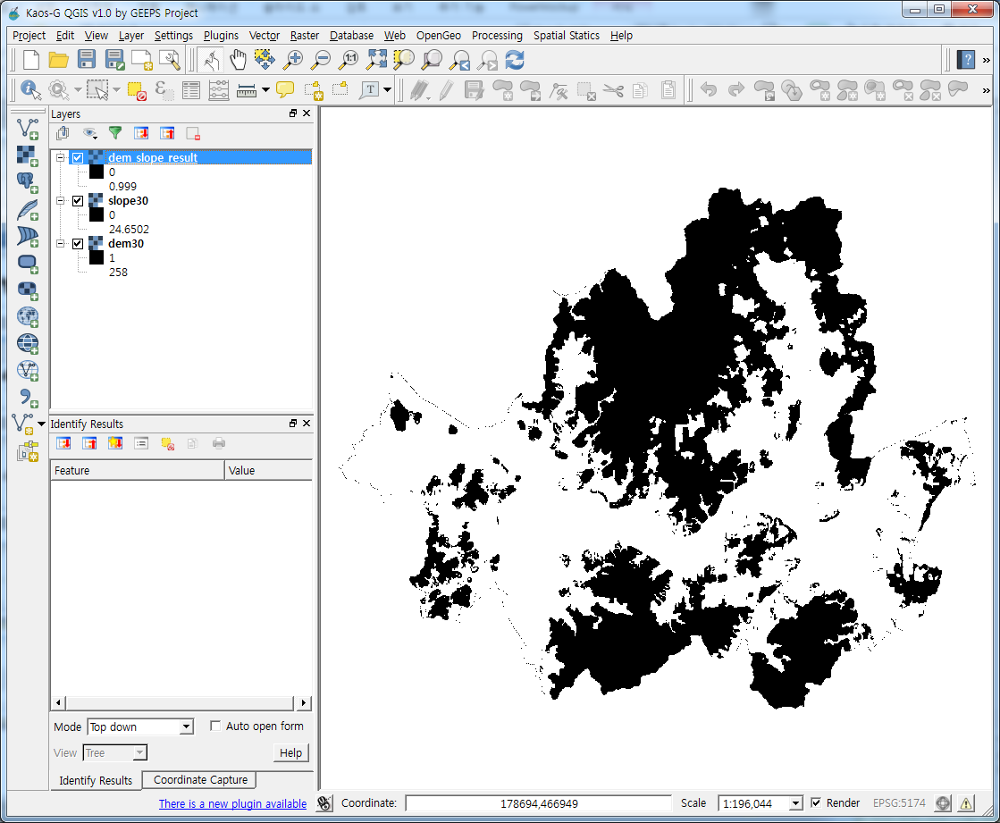 Kaos-G QGIS v1.0 by GEEPS Project
Project Edit View Layer Settings Plugins Vector Raster Database Web OpenGeo Processing Spatial Statics Help
1:1
?
T
Layers
dem slope result
0
0.999
slope30
0
24.6502
dem30
1
258
Identify Results
Feature Value
Mode Top down Auto open form
View Tree Help
Identify Results Coordinate Capture
There is a new plugin available Coordinate: 178694,466949 Scale 1:196,044 Render EPSG:5174